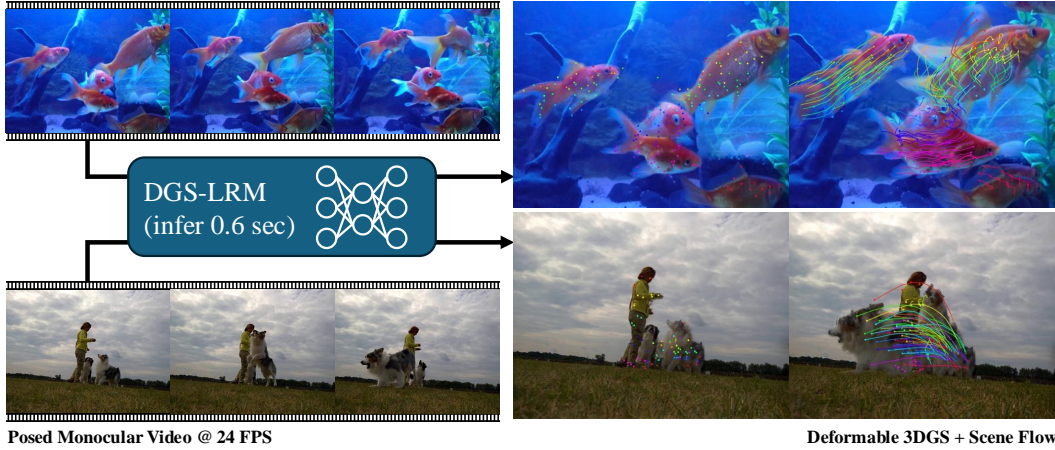 DGS-LRM
(infer 0.6 sec)
Posed Monocular Video @ 24 FPS
Deformable 3DGS + Scene Flow